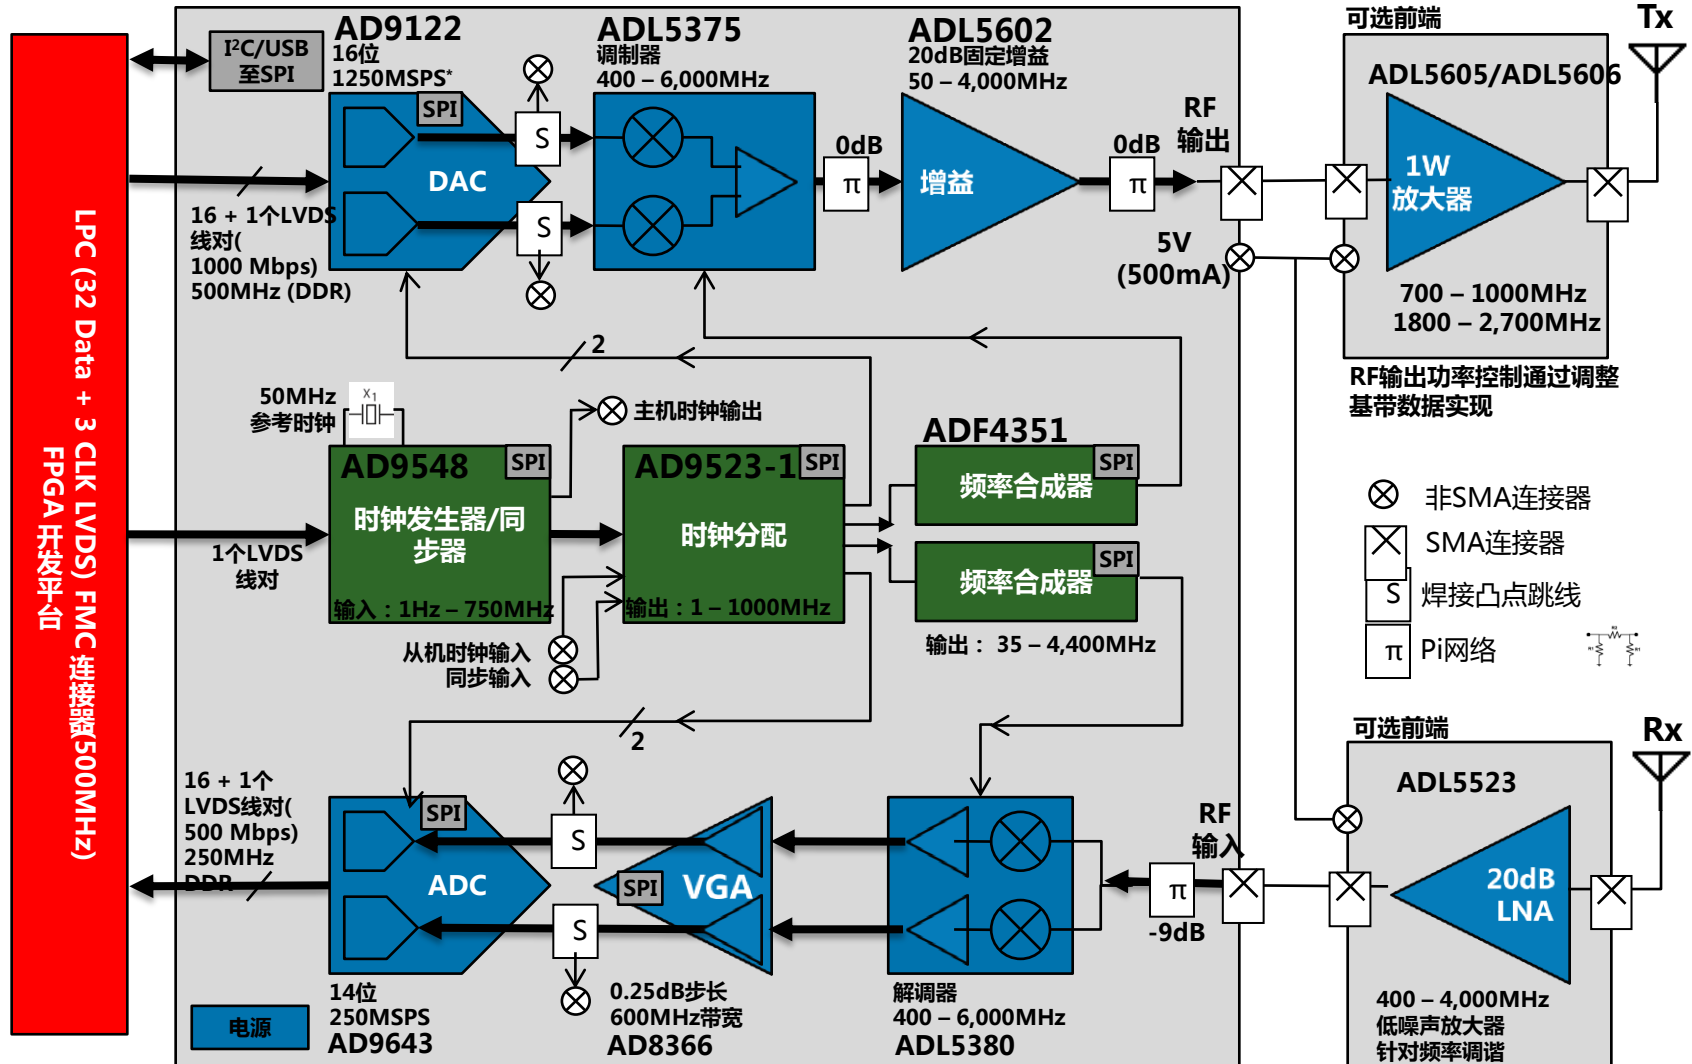 LPC (32 Data + 3 CLK LVDS) FMC 连接器(500MHz)
FPGA 开发平台
I²C/USB
至SPI
AD9122
16位
1250MSPS*
SPI
DAC
S
S
16 + 1个LVDS
线对(
1000 Mbps)
500MHz (DDR)
ADL5375
调制器
400 – 6,000MHz
0dB
π
ADL5602
20dB固定增益
50 – 4,000MHz
增益
0dB
π
RF
输出
5V
(500mA)
可选前端
Tx
ADL5605/ADL5606
1W
放大器
700 – 1000MHz
1800 – 2,700MHz
RF输出功率控制通过调整
基带数据实现
2
50MHz
参考时钟
X1
主机时钟输出
AD9548
SPI
时钟发生器/同
步器
输入：1Hz – 750MHz
1个LVDS
线对
AD9523-1
SPI
时钟分配
输出：1 – 1000MHz
从机时钟输入
同步输入
ADF4351
SPI
频率合成器
SPI
频率合成器
输出： 35 – 4,400MHz
非SMA连接器
SMA连接器
S
焊接凸点跳线
π
Pi网络
2
16 + 1个
LVDS线对(
500 Mbps)
250MHz
DDR
SPI
ADC
14位
250MSPS
AD9643
S
S
SPI
VGA
0.25dB步长
600MHz带宽
AD8366
解调器
400 – 6,000MHz
ADL5380
π
-9dB
RF
输入
可选前端
Rx
ADL5523
20dB
LNA
400 – 4,000MHz
低噪声放大器
针对频率调谐
电源